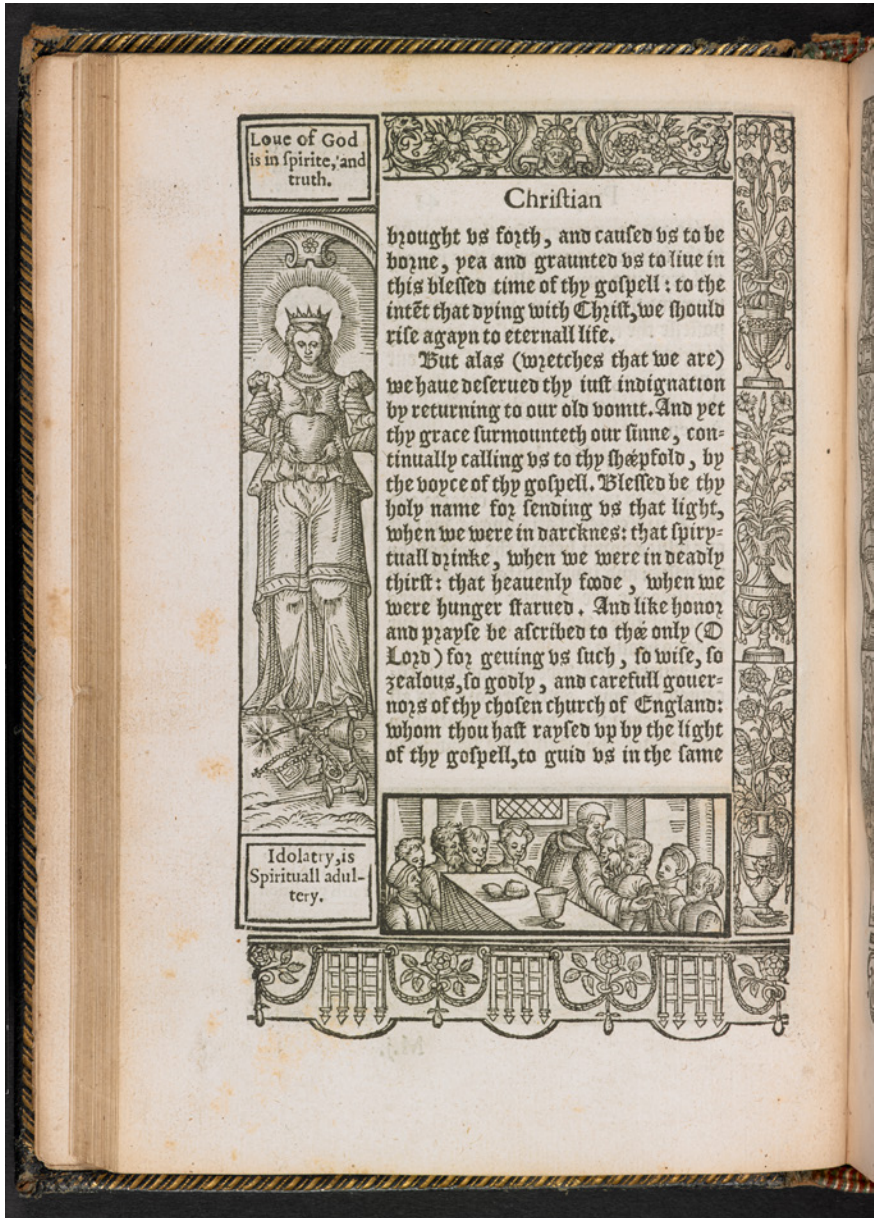 Loue of God
is in ſpirite, and
truth.
Chriſtian
brought vs forth, and cauſed vs to be
borne, yea and graunted vs to liue in
this bleſſed time of thy goſpell: to the
intēt that dying with Chriſt, we ſhould
riſe agayn to eternall life.
But alas (wretches that we are)
we haue deſerued thy iuſt indignation
by returning to our old vomit. And yet
thy grace ſurmounteth our ſinne, con-
tinually calling vs to thy ſhéepfold, by
the voyce of thy goſpell. Bleſſed be thy
holy name for ſending vs that light,
when we were in darcknes: that ſpiry-
tuall drinke, when we were in deadly
thirſt: that heauenly foode, when we
were hunger ſtarued. And like honor
and prayſe be aſcribed to thée only (O
Lord) for geuing vs ſuch, ſo wiſe, ſo
zealous, ſo godly, and carefull gouer-
nors of thy choſen church of England:
whom thou haſt rayſed vp by the light
of thy goſpell, to guid vs in the ſame
Idolatry, is
Spirituall adul-
tery.